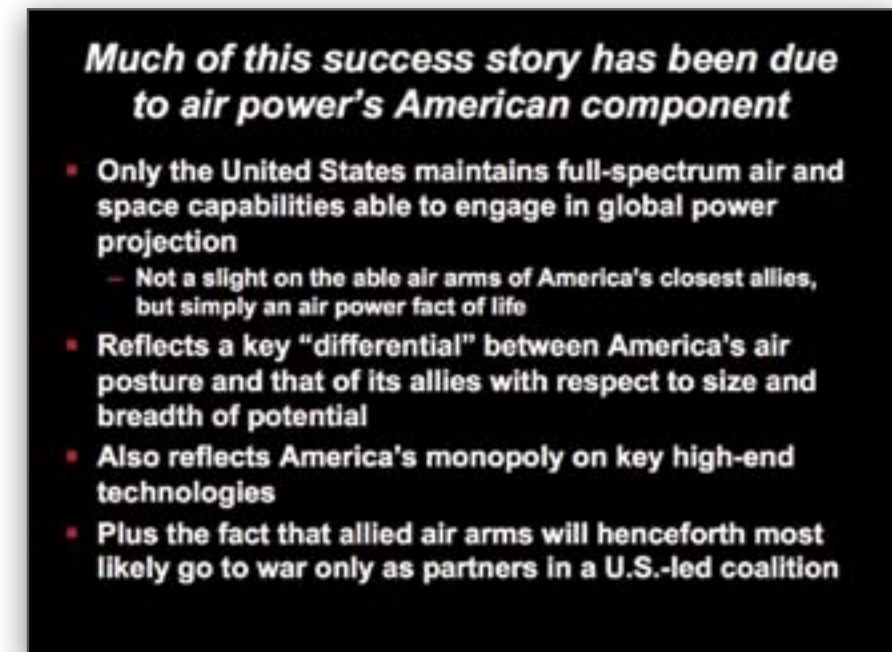 Much of this success story has been due
to air power's American component
▪ Only the United States maintains full-spectrum air and
space capabilities able to engage in global power
projection
– Not a slight on the able air arms of America's closest allies,
but simply an air power fact of life
▪ Reflects a key “differential” between America's air
posture and that of its allies with respect to size and
breadth of potential
▪ Also reflects America's monopoly on key high-end
technologies
▪ Plus the fact that allied air arms will henceforth most
likely go to war only as partners in a U.S.-led coalition